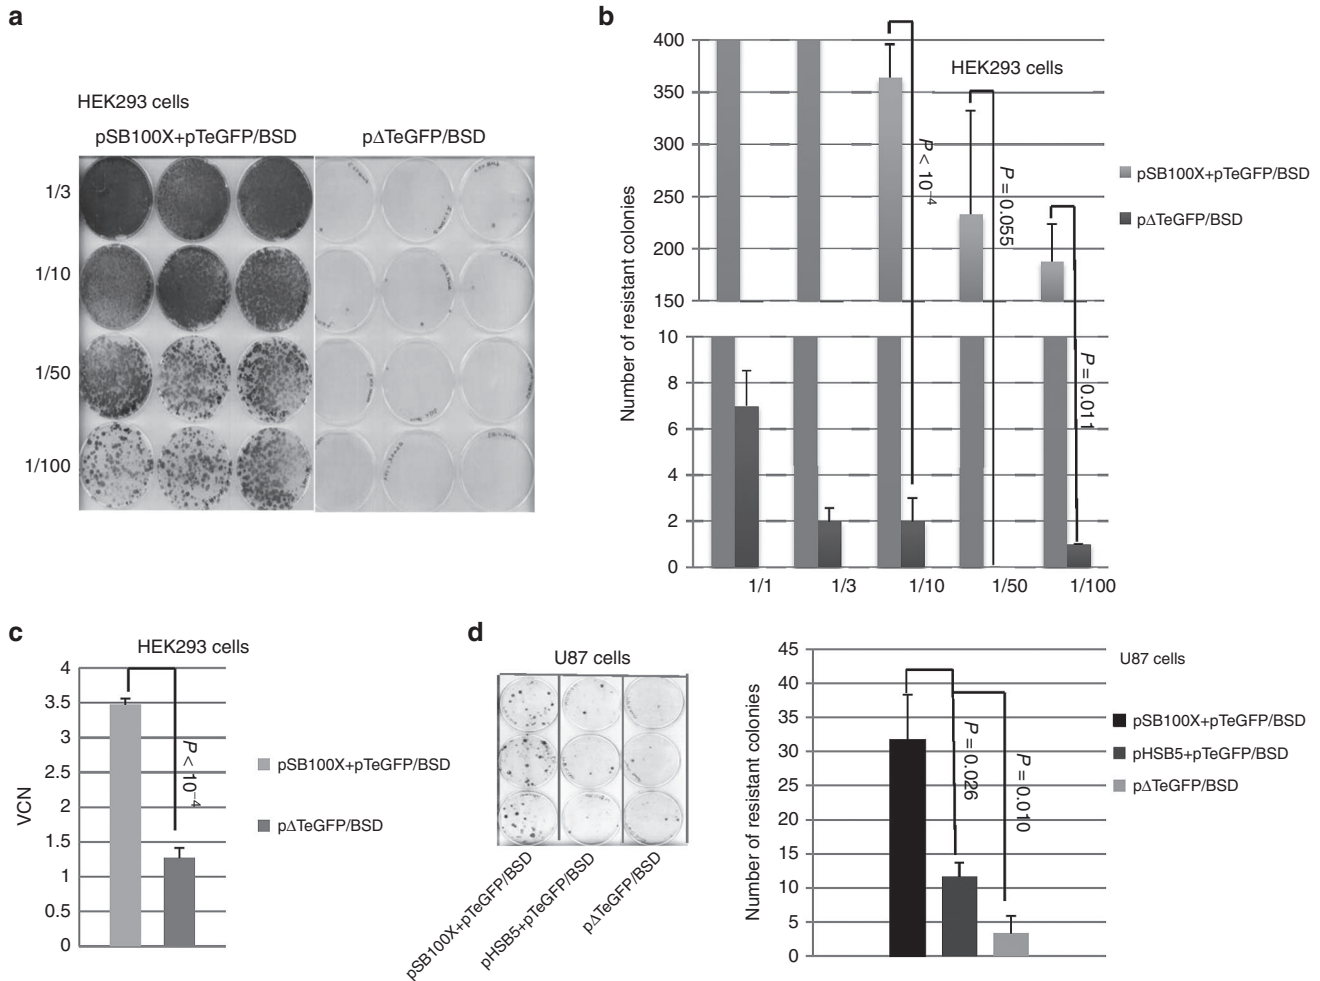 a
HEK293 cells
pSB100X+pTeGFP/BSD
pΔTeGFP/BSD
1/3
1/10
1/50
1/100
b
HEK293 cells
Number of resistant colonies
400
350
300
250
200
150
10
8
6
4
2
0
P < 10⁻⁴
P = 0.055
P = 0.011
1/1
1/3
1/10
1/50
1/100
pSB100X+pTeGFP/BSD
pΔTeGFP/BSD
c
HEK293 cells
VCN
4
3.5
3
2.5
2
1.5
1
0.5
0
P < 10⁻⁴
pSB100X+pTeGFP/BSD
pΔTeGFP/BSD
d
U87 cells
pSB100X+pTeGFP/BSD
pHSB5+pTeGFP/BSD
pΔTeGFP/BSD
Number of resistant colonies
45
40
35
30
25
20
15
10
5
0
P = 0.026
P = 0.010
U87 cells
pSB100X+pTeGFP/BSD
pHSB5+pTeGFP/BSD
pΔTeGFP/BSD